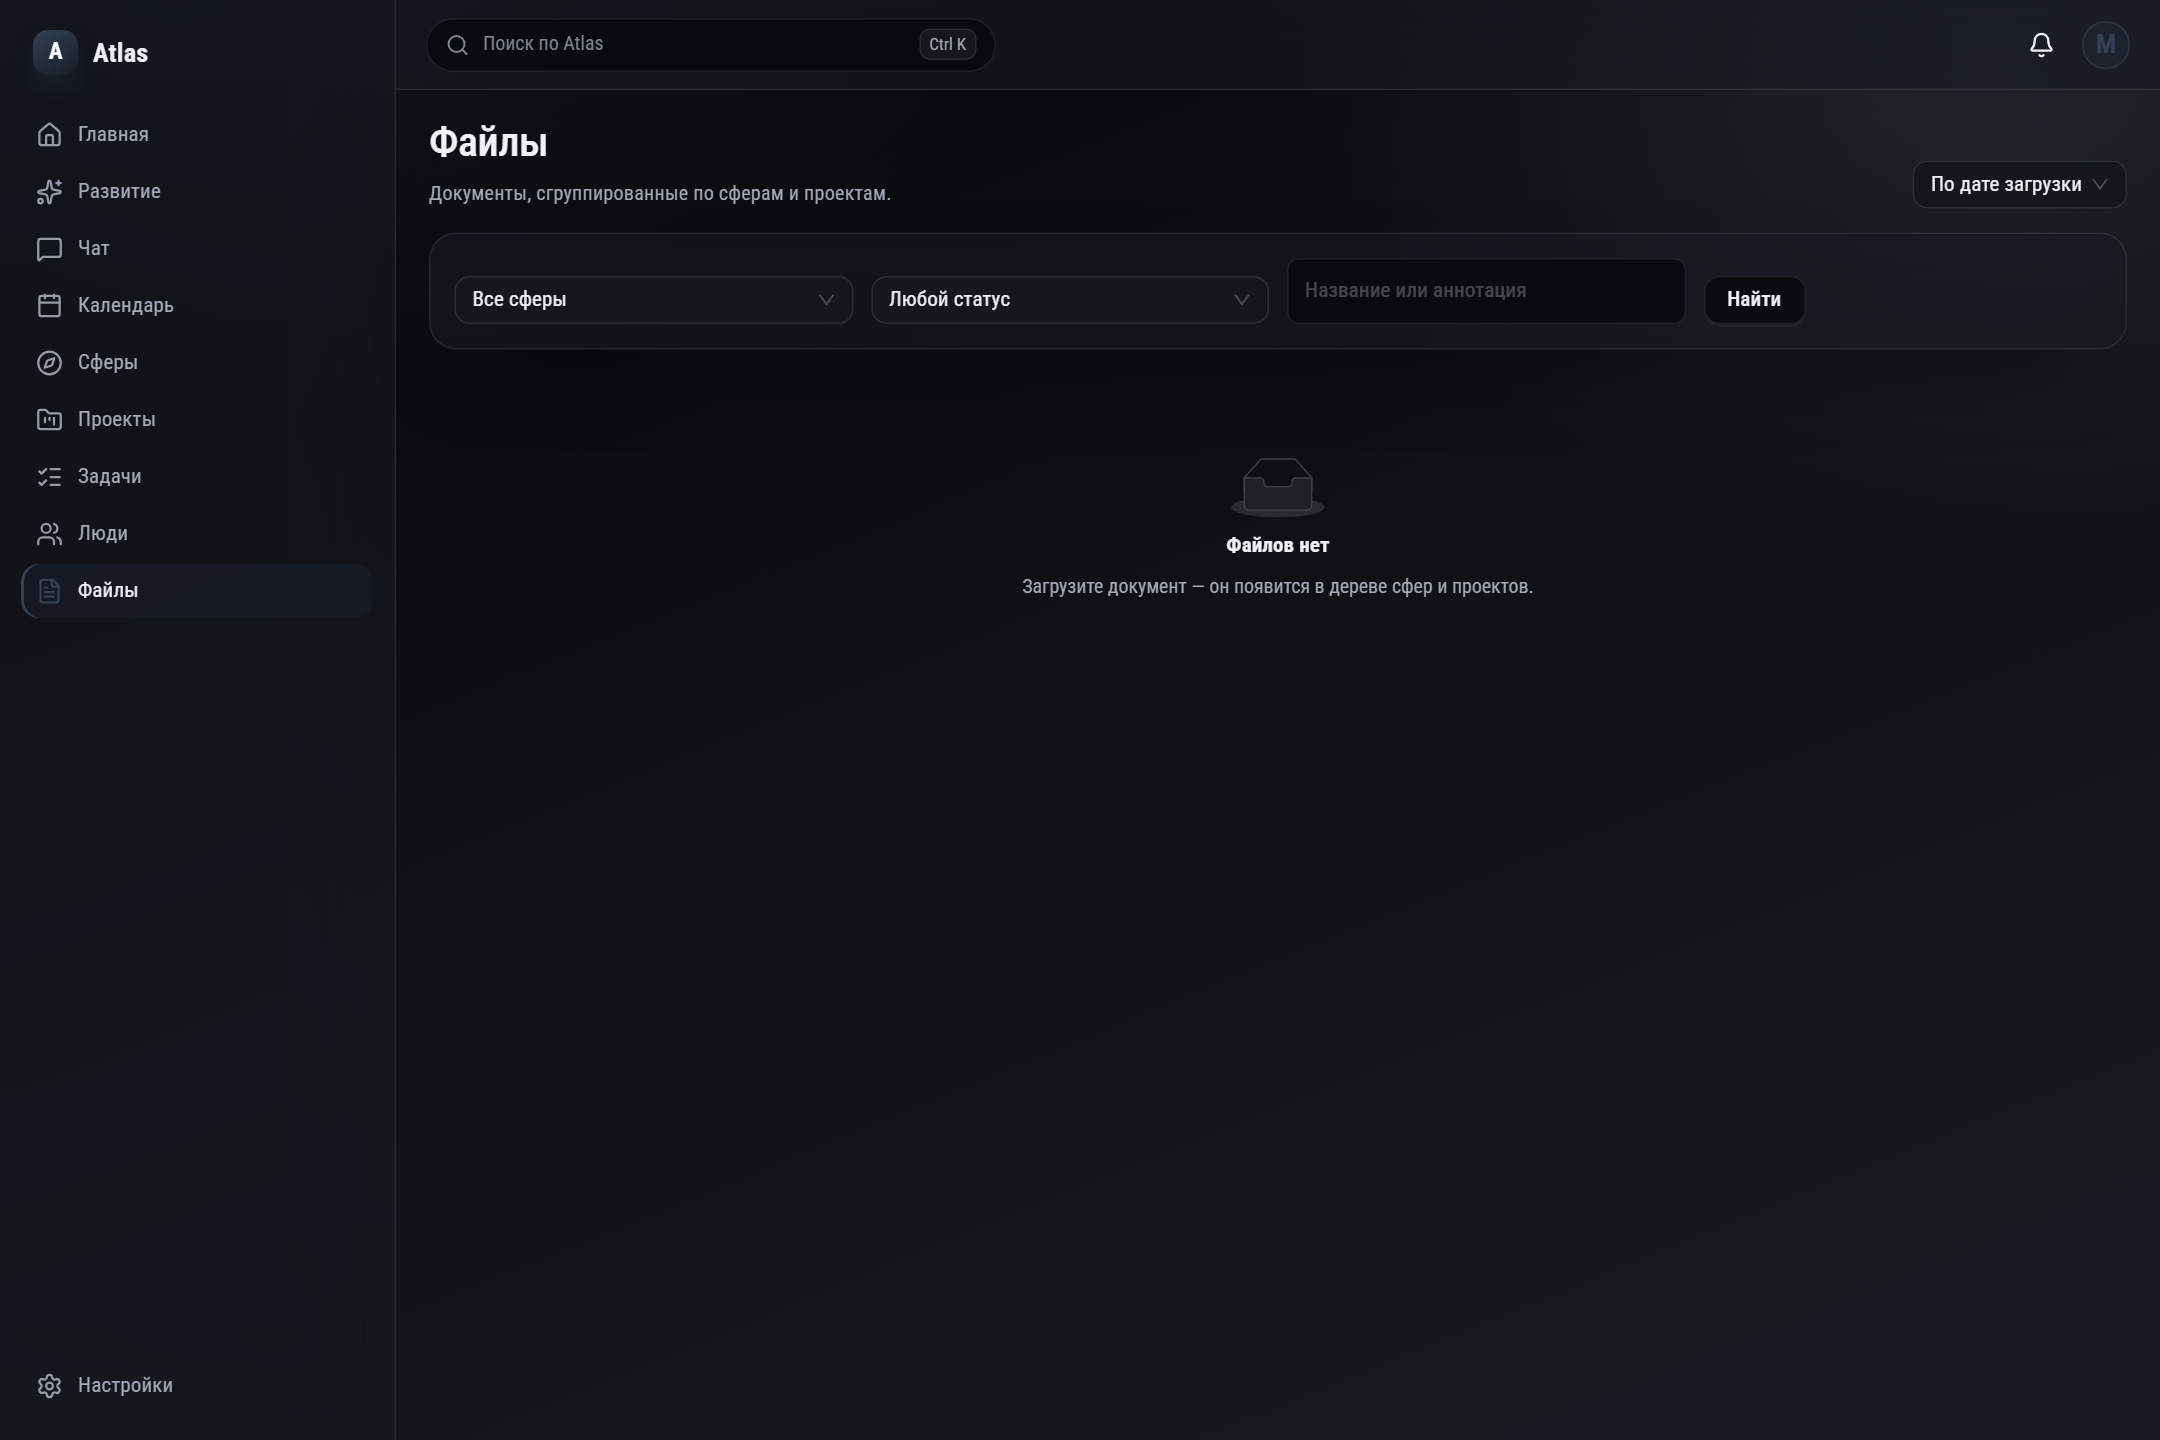 A Atlas
Поиск по Atlas
Ctrl K
M
Главная
Развитие
Чат
Календарь
Сферы
Проекты
Задачи
Люди
Файлы
Настройки
Файлы
Документы, сгруппированные по сферам и проектам.
По дате загрузки
Все сферы
Любой статус
Название или аннотация
Найти
Файлов нет
Загрузите документ — он появится в дереве сфер и проектов.